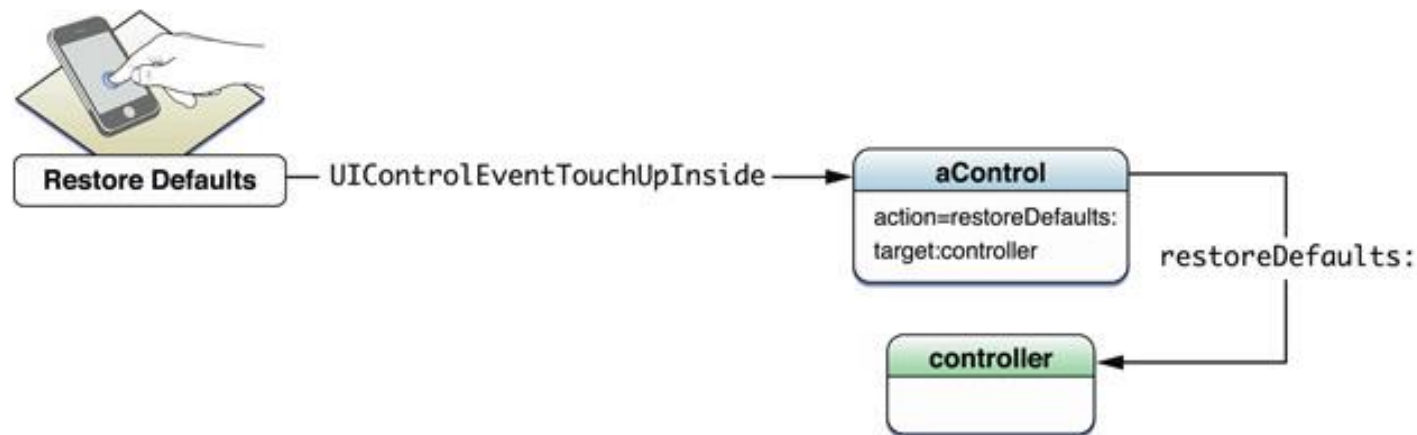 Restore Defaults
UIControlEventTouchUpInside
aControl
action=restoreDefaults:
target:controller
restoreDefaults:
controller